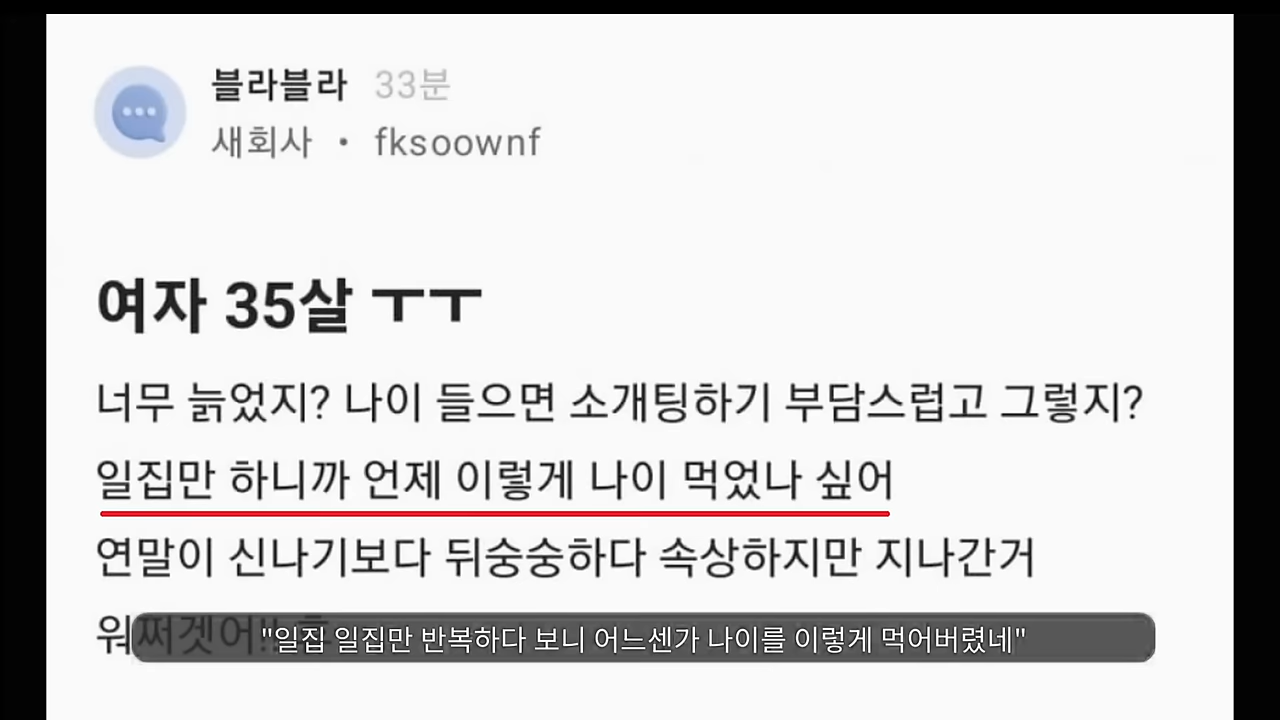 블라블라 33분
새회사 • fksoownf
여자 35살 ㅜㅜ
너무 늙었지? 나이 들으면 소개팅하기 부담스럽고 그렇지?
일집만 하니까 언제 이렇게 나이 먹었나 싶어
연말이 신나기보다 뒤숭숭하다 속상하지만 지나간거
워쩌겟어!! 휴
"일집 일집만 반복하다 보니 어느센가 나이를 이렇게 먹어버렸네"